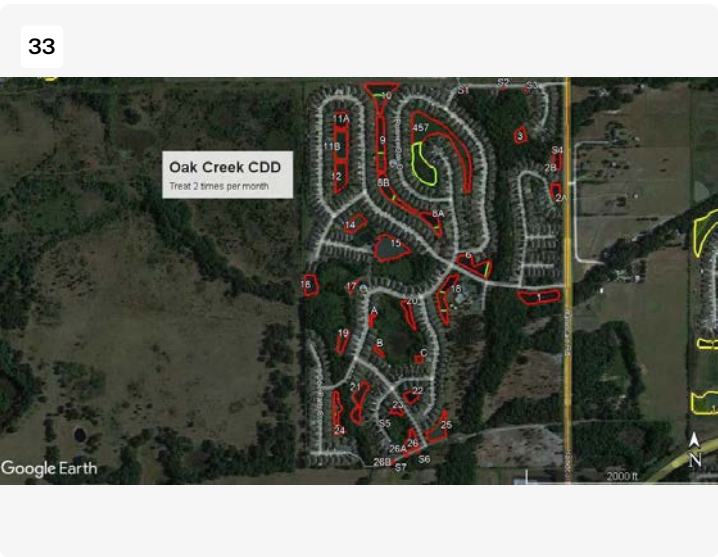 33
Oak Creek CDD
Treat 2 times per month
10
S1
S2
S3
11A
9
457
3
11B
S4
2B
12
8B
2A
8A
14
15
6
16
17
18
1
20
A
19
B
C
21
22
23
24
S5
25
26
26A
S6
26B
S7
Google Earth
N
2000 ft